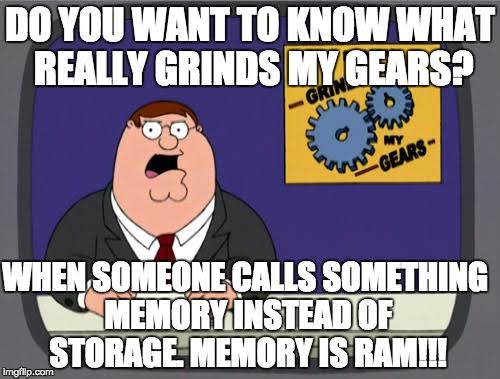 DO YOU WANT TO KNOW WHAT
REALLY GRINDS MY GEARS?
GRIN
MY
GEARS
WHEN SOMEONE CALLS SOMETHING
MEMORY INSTEAD OF
STORAGE. MEMORY IS RAM!!!
imgflip.com